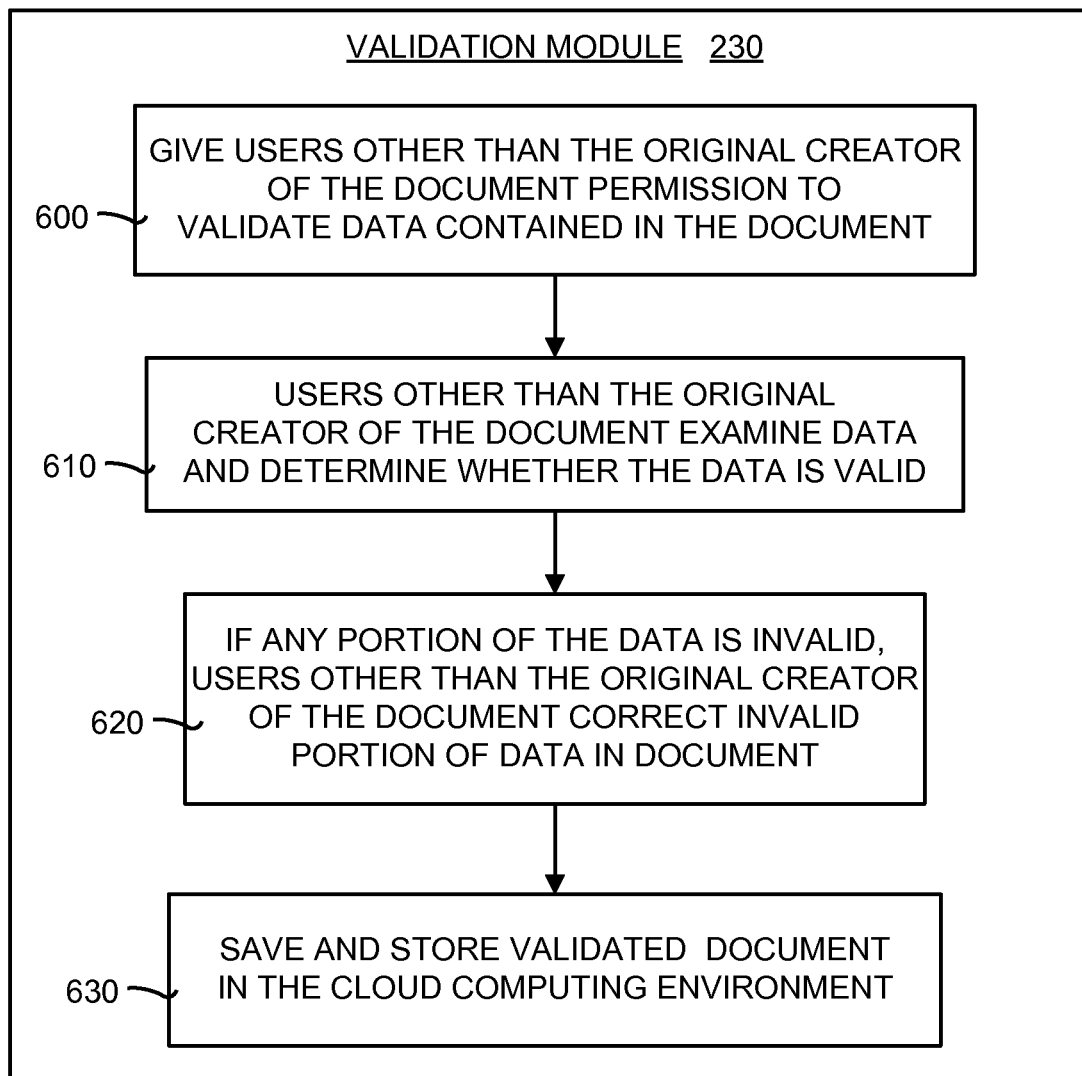 VALIDATION MODULE 230
GIVE USERS OTHER THAN THE ORIGINAL CREATOR
OF THE DOCUMENT PERMISSION TO
VALIDATE DATA CONTAINED IN THE DOCUMENT
600
USERS OTHER THAN THE ORIGINAL
CREATOR OF THE DOCUMENT EXAMINE DATA
AND DETERMINE WHETHER THE DATA IS VALID
610
IF ANY PORTION OF THE DATA IS INVALID,
USERS OTHER THAN THE ORIGINAL CREATOR
OF THE DOCUMENT CORRECT INVALID
PORTION OF DATA IN DOCUMENT
620
SAVE AND STORE VALIDATED DOCUMENT
IN THE CLOUD COMPUTING ENVIRONMENT
630